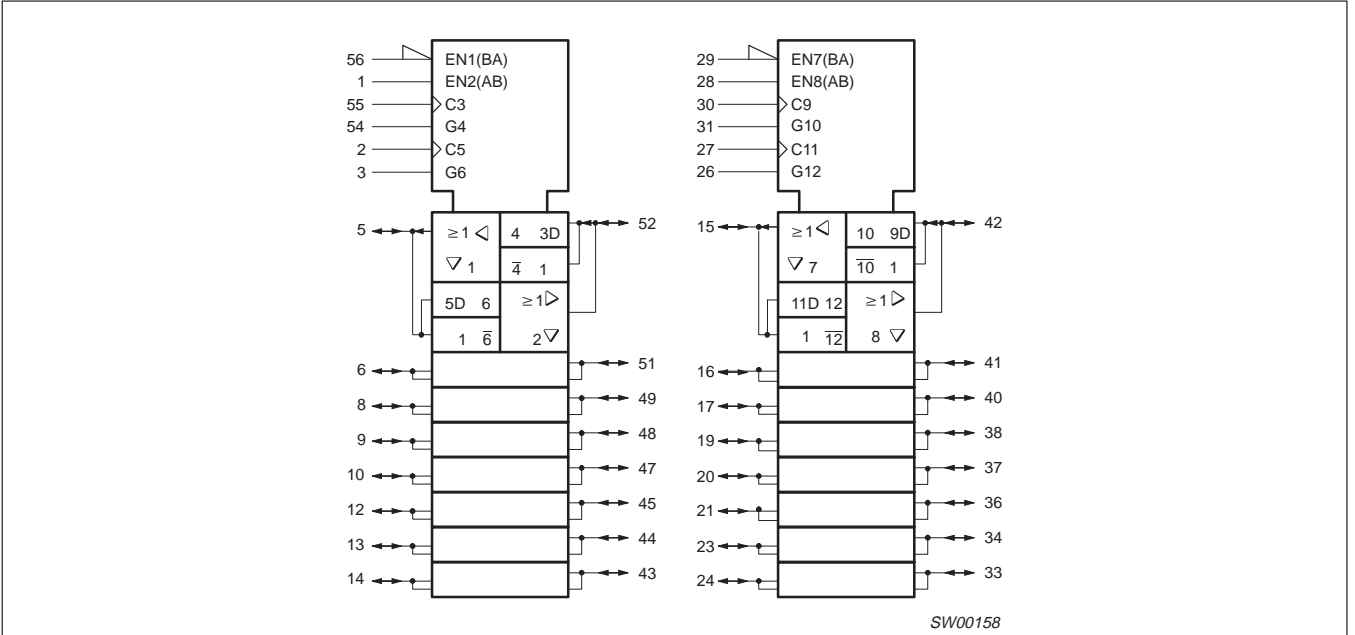 56 EN1(BA) 29 EN7(BA)
1 EN2(AB) 28 EN8(AB)
55 C3 30 C9
54 G4 31 G10
2 C5 27 C11
3 G6 26 G12
5 ≥1 4 3D 52 15 ≥1 10 9D 42
1 4̅ 1 7 1̅0̅ 1
5D 6 ≥1 11D 12 ≥1
1 6̅ 2 1 1̅2̅ 8
6 51 16 41
8 49 17 40
9 48 19 38
10 47 20 37
12 45 21 36
13 44 23 34
14 43 24 33
SW00158